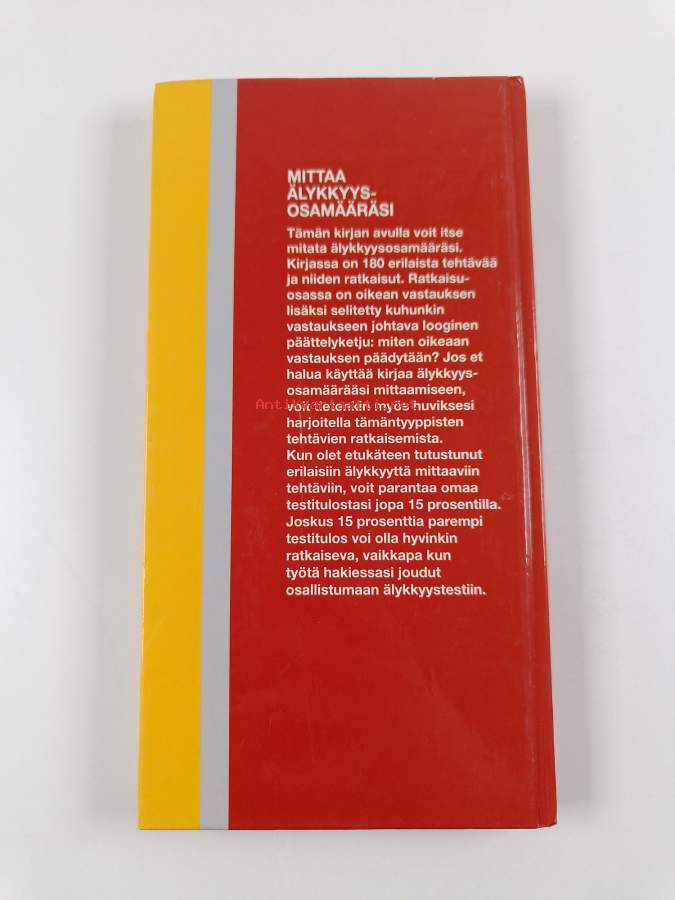 MITTAA
ÄLYKKYYS-
OSAMÄÄRÄSI
Tämän kirjan avulla voit itse
mitata älykkyysosamääräsi.
Kirjassa on 180 erilaista tehtävää
ja niiden ratkaisut. Ratkaisu-
osassa on oikean vastauksen
lisäksi selitetty kuhunkin
vastaukseen johtava looginen
päättelyketju: miten oikeaan
vastauksen päädytään? Jos et
halua käyttää kirjaa älykkyys-
osamäärääsi mittaamiseen,
voit myös huviksesi
harjoitella tämäntyyppisten
tehtävien ratkaisemista.
Kun olet etukäteen tutustunut
erilaisiin älykkyyttä mittaaviin
tehtäviin, voit parantaa omaa
testitulostasi jopa 15 prosentilla.
Joskus 15 prosenttia parempi
testitulos voi olla hyvinkin
ratkaiseva, vaikkapa kun
työtä hakiessasi joudut
osallistumaan älykkyystestiin.